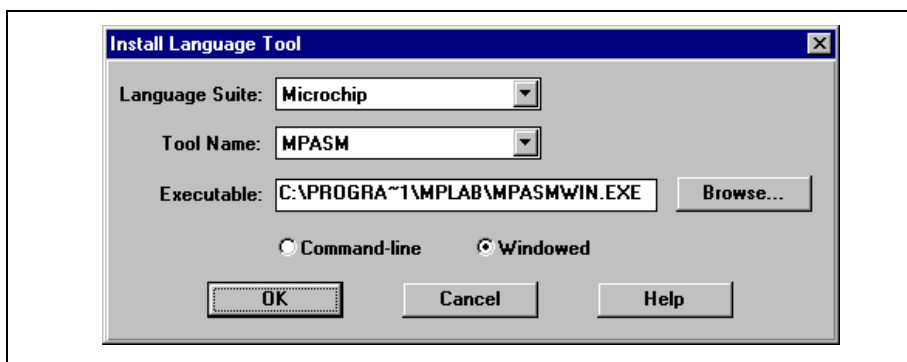 Install Language Tool
Language Suite: Microchip
Tool Name: MPASM
Executable: C:\PROGRA~1\MPLAB\MPASMWIN.EXE Browse...
Command-line Windowed
OK Cancel Help